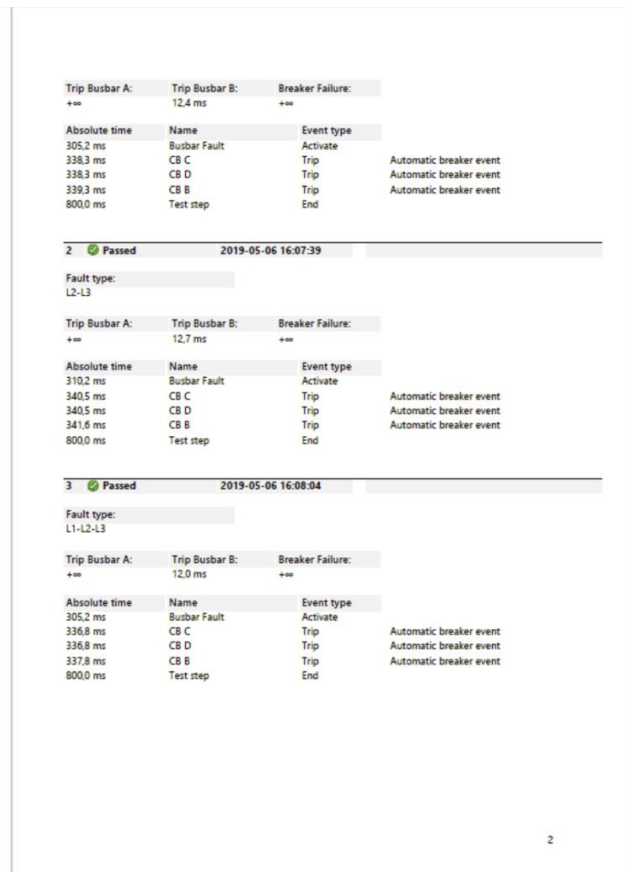 Trip Busbar A: Trip Busbar B: Breaker Failure:
+∞ 12,4 ms +∞
Absolute time Name Event type
305,2 ms Busbar Fault Activate
338,3 ms CB C Trip Automatic breaker event
338,3 ms CB D Trip Automatic breaker event
339,3 ms CB B Trip Automatic breaker event
800,0 ms Test step End
2 Passed 2019-05-06 16:07:39
Fault type:
L2-L3
Trip Busbar A: Trip Busbar B: Breaker Failure:
+∞ 12,7 ms +∞
Absolute time Name Event type
310,2 ms Busbar Fault Activate
340,5 ms CB C Trip Automatic breaker event
340,5 ms CB D Trip Automatic breaker event
341,6 ms CB B Trip Automatic breaker event
800,0 ms Test step End
3 Passed 2019-05-06 16:08:04
Fault type:
L1-L2-L3
Trip Busbar A: Trip Busbar B: Breaker Failure:
+∞ 12,0 ms +∞
Absolute time Name Event type
305,2 ms Busbar Fault Activate
336,8 ms CB C Trip Automatic breaker event
336,8 ms CB D Trip Automatic breaker event
337,8 ms CB B Trip Automatic breaker event
800,0 ms Test step End
2